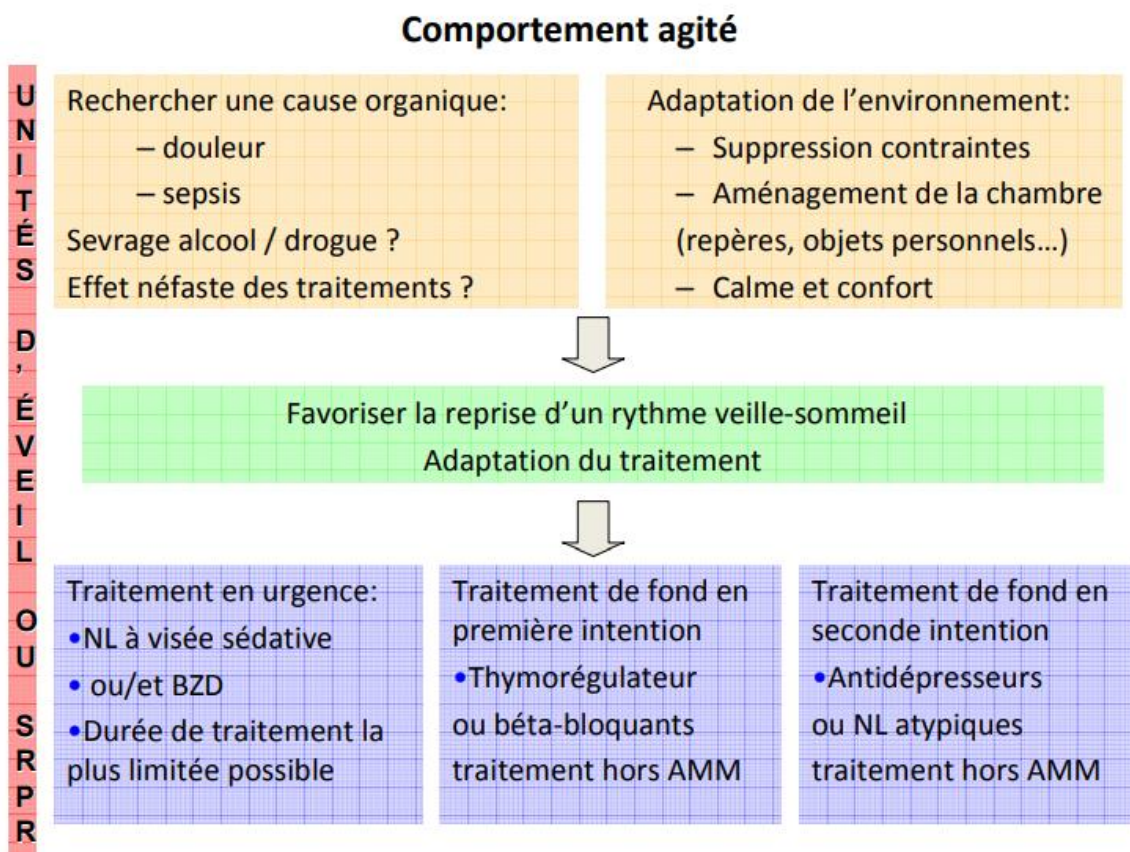 Comportement agité
UNITÉS D'ÉVEIL OU SRPR
Rechercher une cause organique:
– douleur
– sepsis
Sevrage alcool / drogue ?
Effet néfaste des traitements ?
Adaptation de l'environnement:
– Suppression contraintes
– Aménagement de la chambre
(repères, objets personnels…)
– Calme et confort
Favoriser la reprise d'un rythme veille-sommeil
Adaptation du traitement
Traitement en urgence:
•NL à visée sédative
• ou/et BZD
•Durée de traitement la
plus limitée possible
Traitement de fond en
première intention
•Thymorégulateur
ou béta-bloquants
traitement hors AMM
Traitement de fond en
seconde intention
•Antidépresseurs
ou NL atypiques
traitement hors AMM